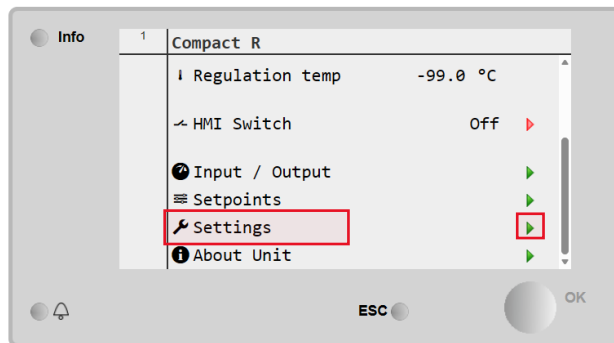 Info
1
Compact R
Regulation temp -99.0 °C
HMI Switch Off
Input / Output
Setpoints
Settings
About Unit
OK
ESC